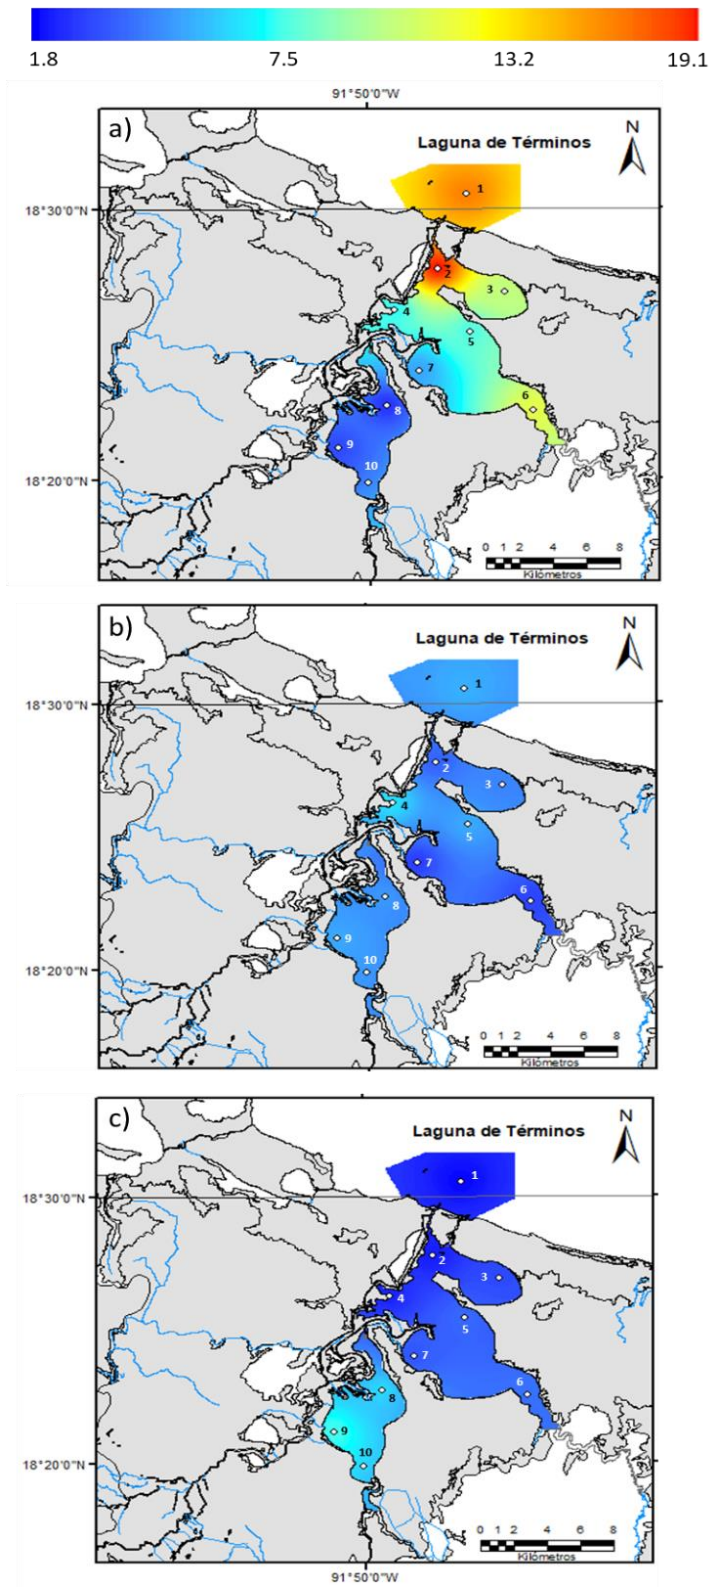 1.8 7.5 13.2 19.1
91°50'0"W
a)
Laguna de Términos
N
1
18°30'0"N
2
3
4
5
7
6
8
9
10
18°20'0"N
0 1 2 4 6 8
Kilómetros
b)
Laguna de Términos
N
1
18°30'0"N
2
3
4
5
7
6
8
9
10
18°20'0"N
0 1 2 4 6 8
Kilómetros
c)
Laguna de Términos
N
1
18°30'0"N
2
3
4
5
7
6
8
9
10
18°20'0"N
0 1 2 4 6 8
Kilómetros
91°50'0"W